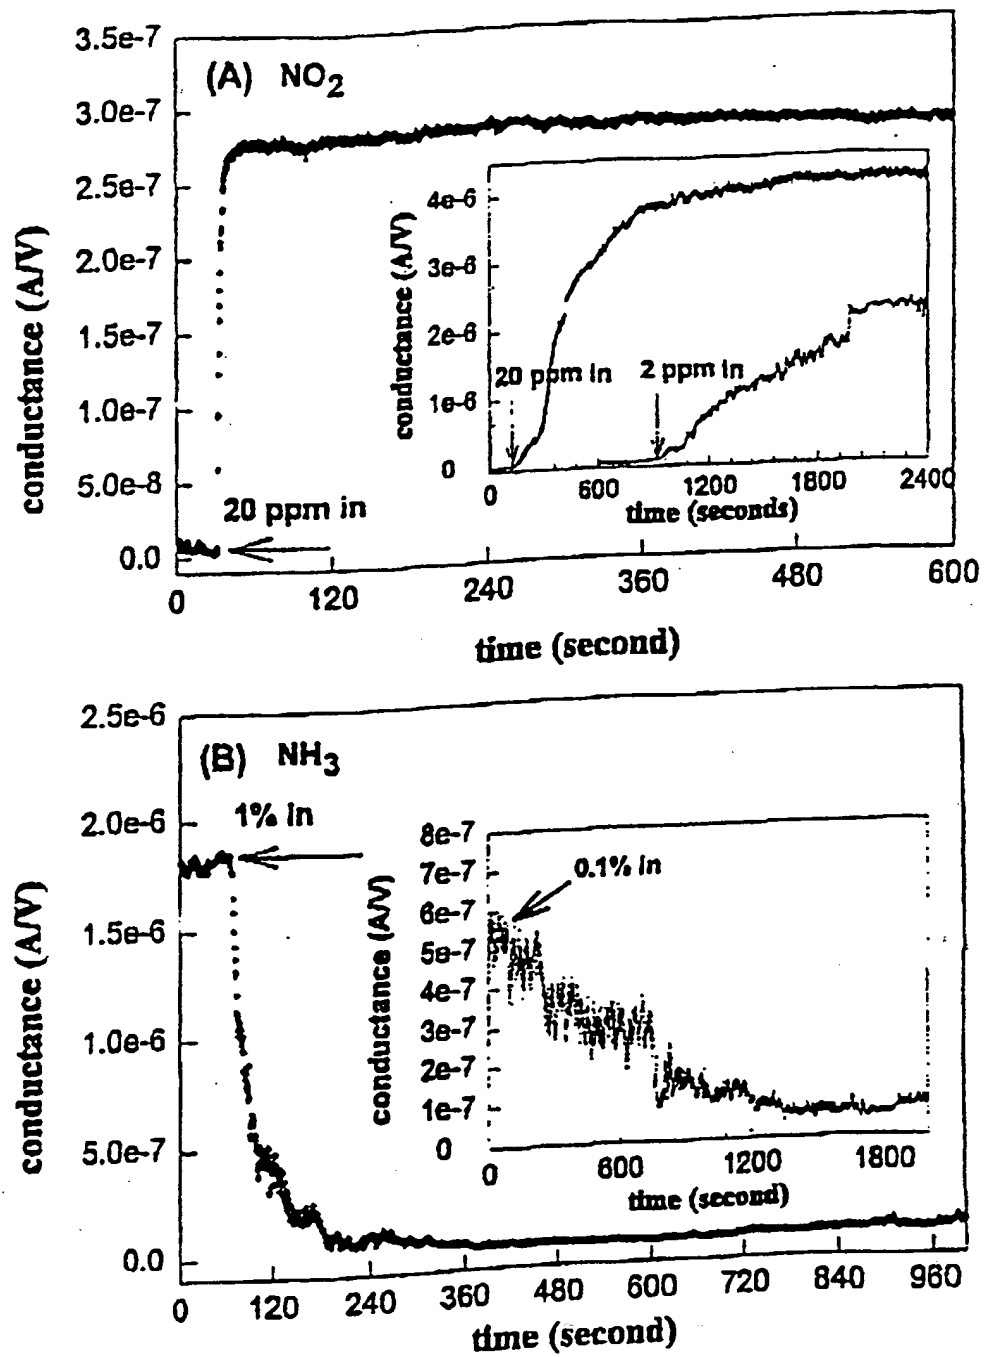 (A) NO2
conductance (A/V)
3.5e-7
3.0e-7
2.5e-7
2.0e-7
1.5e-7
1.0e-7
5.0e-8
0.0
20 ppm in
0 120 240 360 480 600
time (second)
conductance (A/V)
4e-6
3e-6
2e-6
1e-6
0
20 ppm in 2 ppm in
0 600 1200 1800 2400
time (seconds)
(B) NH3
conductance (A/V)
2.5e-6
2.0e-6
1.5e-6
1.0e-6
5.0e-7
0.0
1% in
0 120 240 360 480 600 720 840 960
time (second)
conductance (A/V)
8e-7
7e-7
6e-7
5e-7
4e-7
3e-7
2e-7
1e-7
0
0.1% in
0 600 1200 1800
time (second)